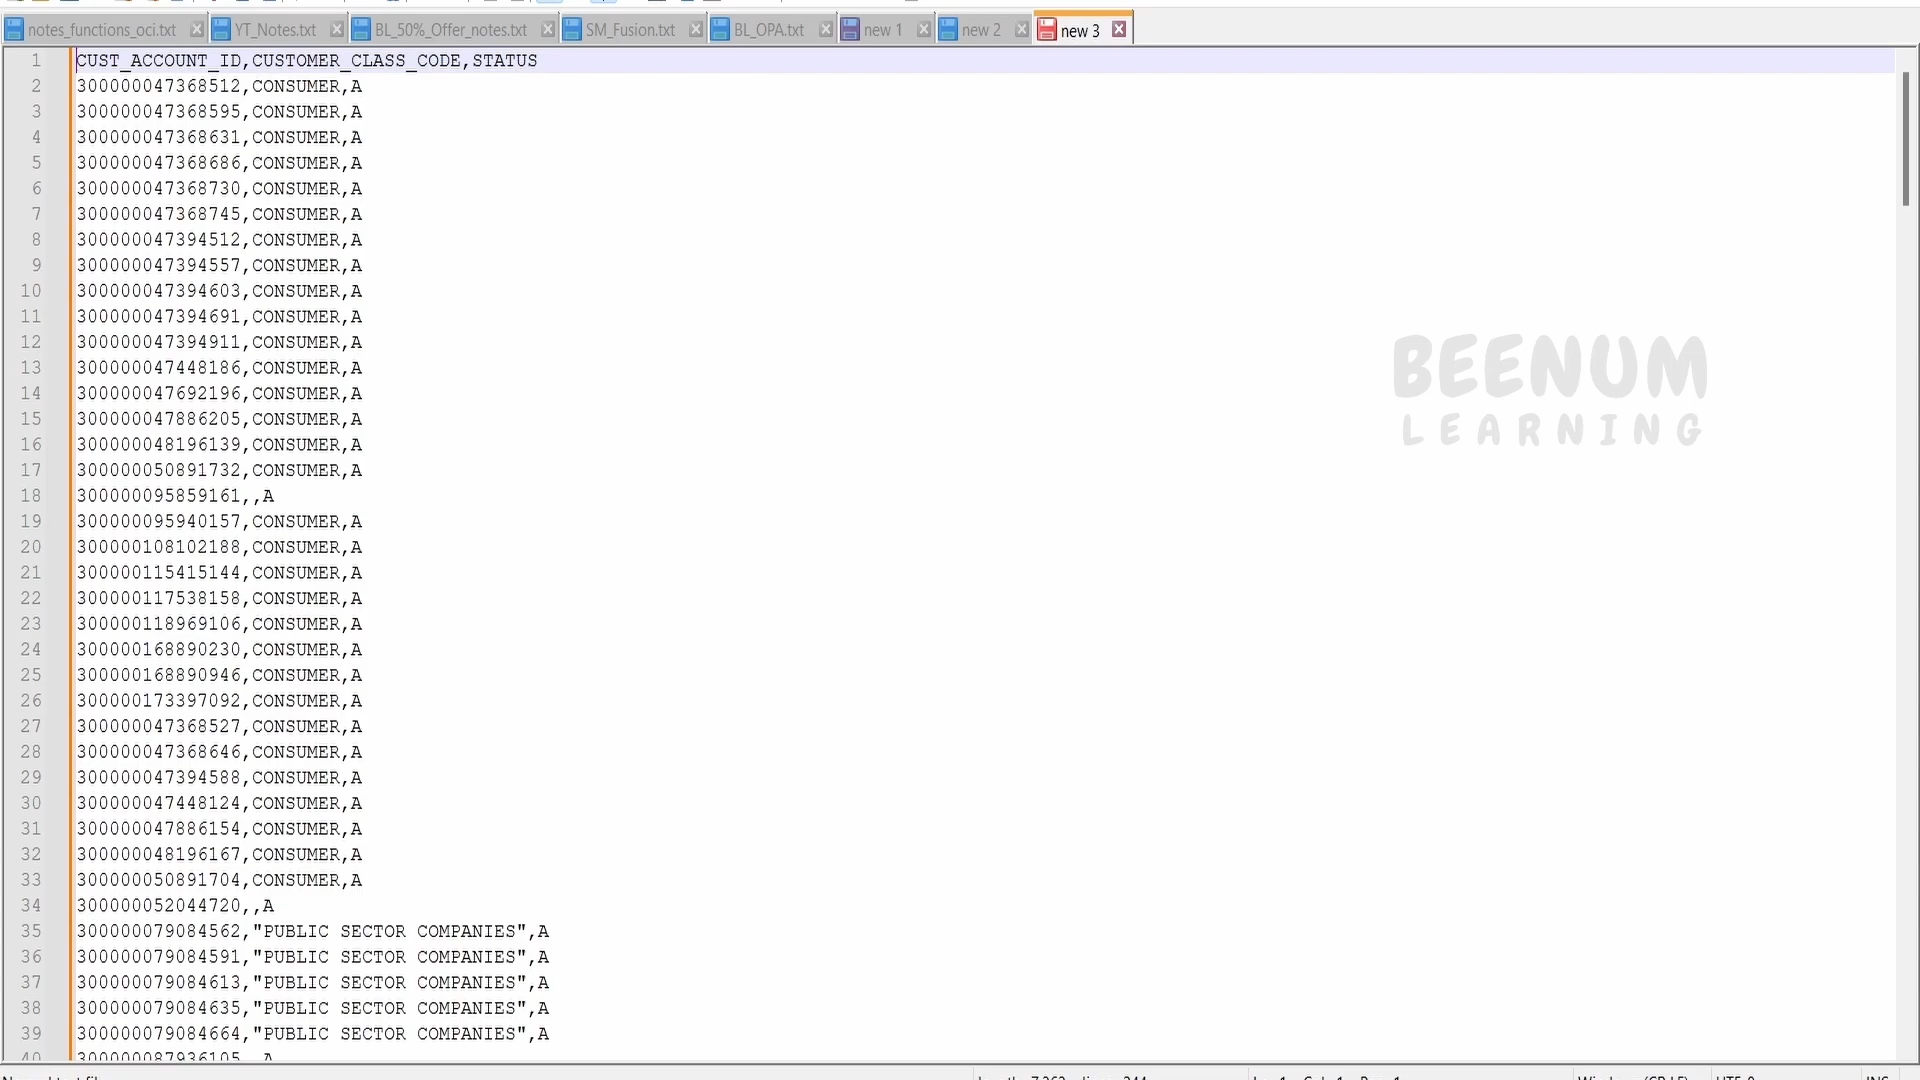 notes_functions_oci.txt YT_Notes.txt BL_50%_Offer_notes.txt SM_Fusion.txt BL_OPA.txt new 1 new 2 new 3
1 CUST_ACCOUNT_ID,CUSTOMER_CLASS_CODE,STATUS
2 300000047368512,CONSUMER,A
3 300000047368595,CONSUMER,A
4 300000047368631,CONSUMER,A
5 300000047368686,CONSUMER,A
6 300000047368730,CONSUMER,A
7 300000047368745,CONSUMER,A
8 300000047394512,CONSUMER,A
9 300000047394557,CONSUMER,A
10 300000047394603,CONSUMER,A
11 300000047394691,CONSUMER,A
12 300000047394911,CONSUMER,A
13 300000047448186,CONSUMER,A
14 300000047692196,CONSUMER,A
15 300000047886205,CONSUMER,A
16 300000048196139,CONSUMER,A
17 300000050891732,CONSUMER,A
18 300000095859161,,A
19 300000095940157,CONSUMER,A
20 300000108102188,CONSUMER,A
21 300000115415144,CONSUMER,A
22 300000117538158,CONSUMER,A
23 300000118969106,CONSUMER,A
24 300000168890230,CONSUMER,A
25 300000168890946,CONSUMER,A
26 300000173397092,CONSUMER,A
27 300000047368527,CONSUMER,A
28 300000047368646,CONSUMER,A
29 300000047394588,CONSUMER,A
30 300000047448124,CONSUMER,A
31 300000047886154,CONSUMER,A
32 300000048196167,CONSUMER,A
33 300000050891704,CONSUMER,A
34 300000052044720,,A
35 300000079084562,"PUBLIC SECTOR COMPANIES",A
36 300000079084591,"PUBLIC SECTOR COMPANIES",A
37 300000079084613,"PUBLIC SECTOR COMPANIES",A
38 300000079084635,"PUBLIC SECTOR COMPANIES",A
39 300000079084664,"PUBLIC SECTOR COMPANIES",A
40 300000087936105,,A
BEENUM
LEARNING